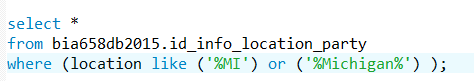 select *
from bia658db2015.id_info_location_party
where (location like ('%MI') or ('%Michigan%') );